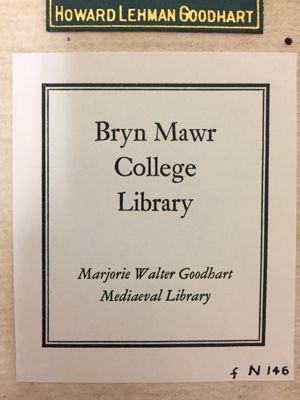 HOWARD LEHMAN GOODHART
Bryn Mawr
College
Library
Marjorie Walter Goodhart
Mediaeval Library
f N 146